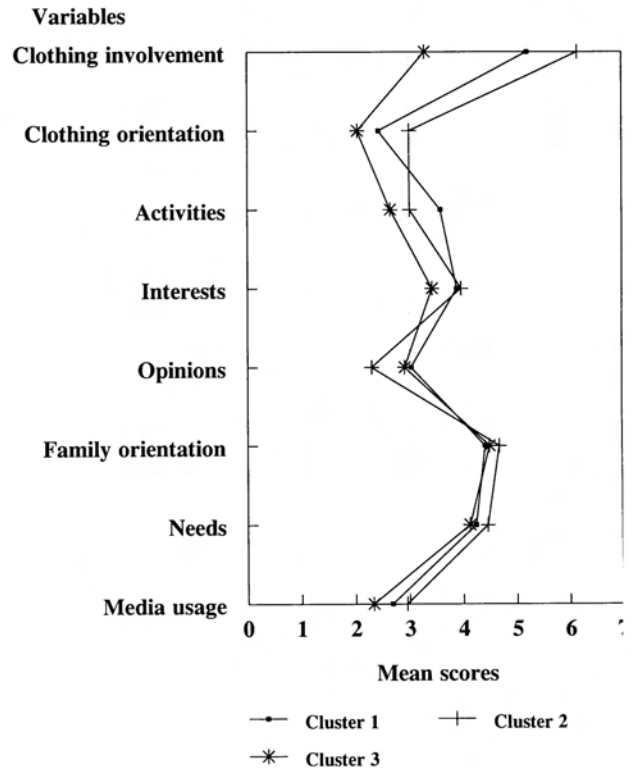 Variables
Clothing involvement
Clothing orientation
Activities
Interests
Opinions
Family orientation
Needs
Media usage
0 1 2 3 4 5 6 7
Mean scores
Cluster 1 Cluster 2
Cluster 3